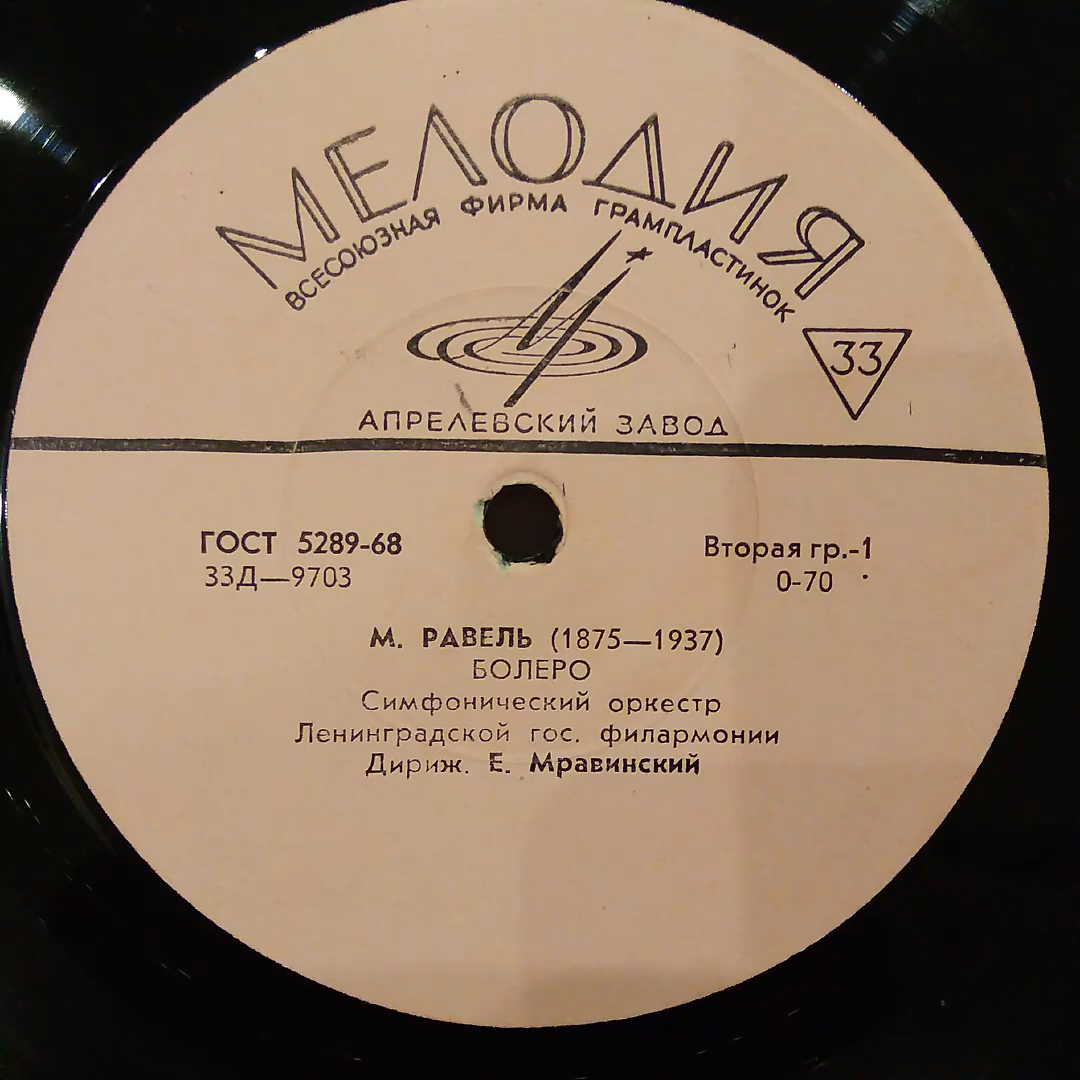 МЕЛОДИЯ
ВСЕСОЮЗНАЯ ФИРМА ГРАМПЛАСТИНОК
33
АПРЕЛЕВСКИЙ ЗАВОД
ГОСТ 5289-68
Вторая гр.-1
33Д—9703
0-70
М. РАВЕЛЬ (1875—1937)
БОЛЕРО
Симфонический оркестр
Ленинградской гос. филармонии
Дириж. Е. Мравинский